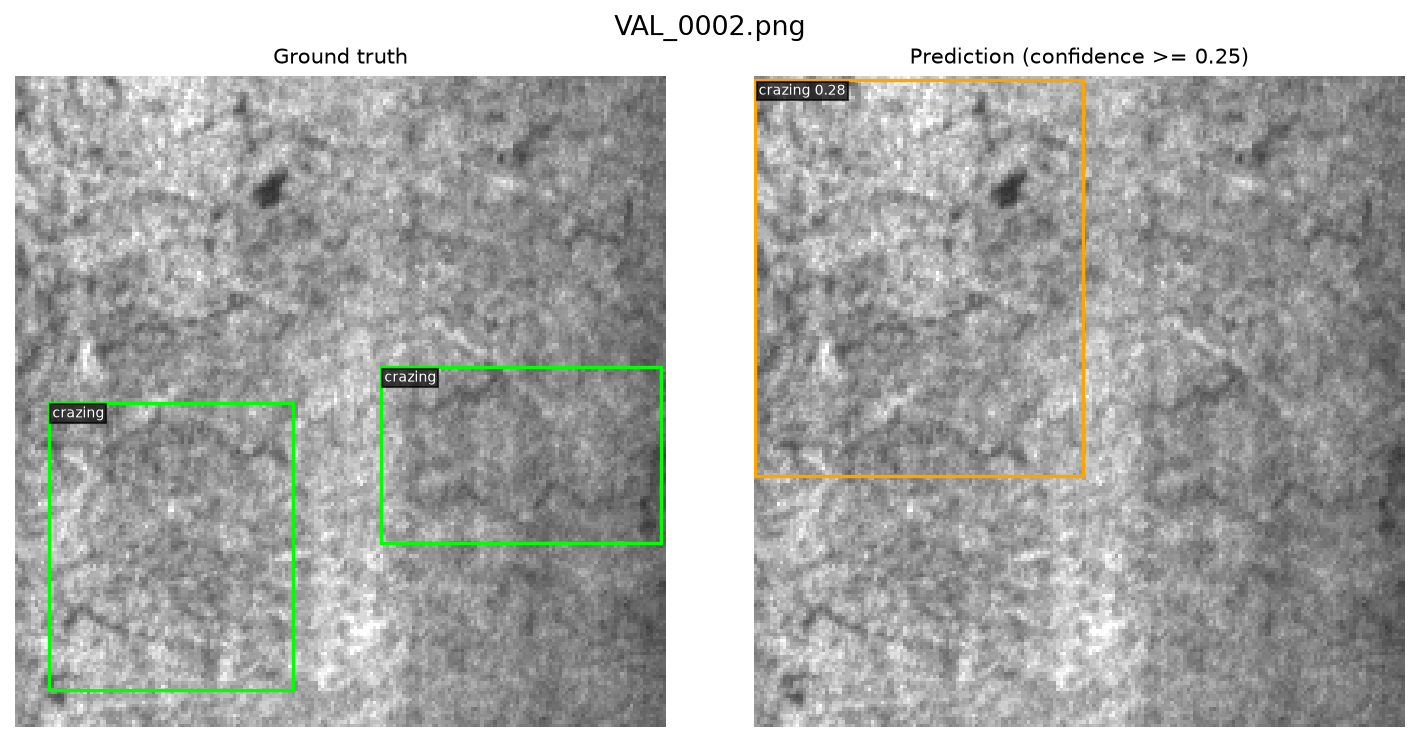 VAL_0002.png
Ground truth
Prediction (confidence >= 0.25)
crazing 0.28
crazing
crazing